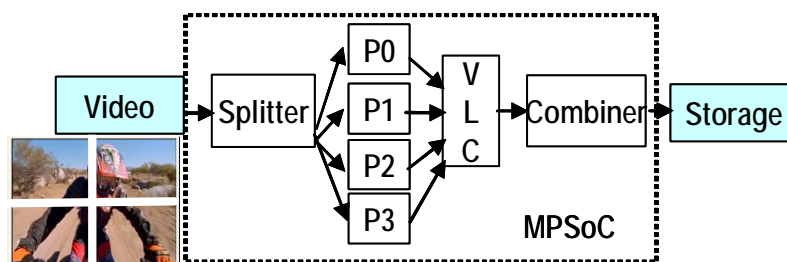 Video
Splitter
P0
P1
P2
P3
V
L
C
Combiner
Storage
MPSoC